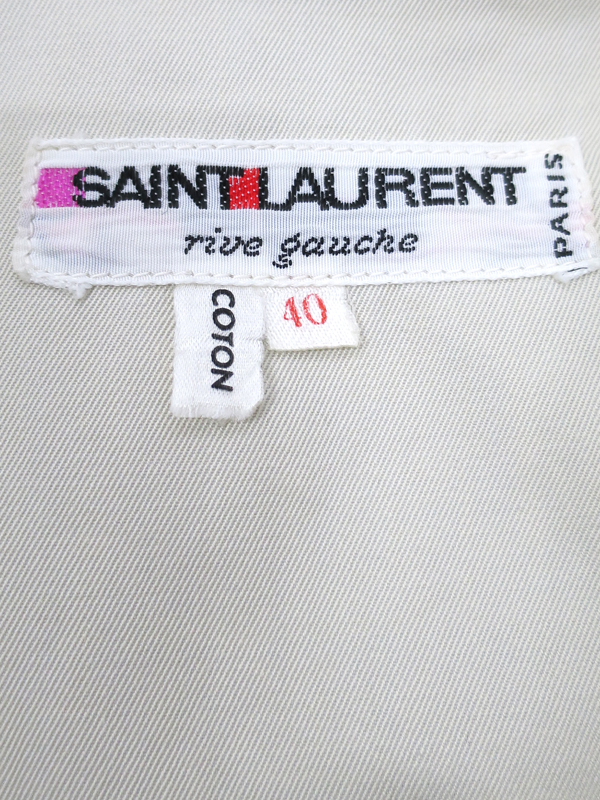 SAINT LAURENT
rive gauche
PARIS
COTON
40